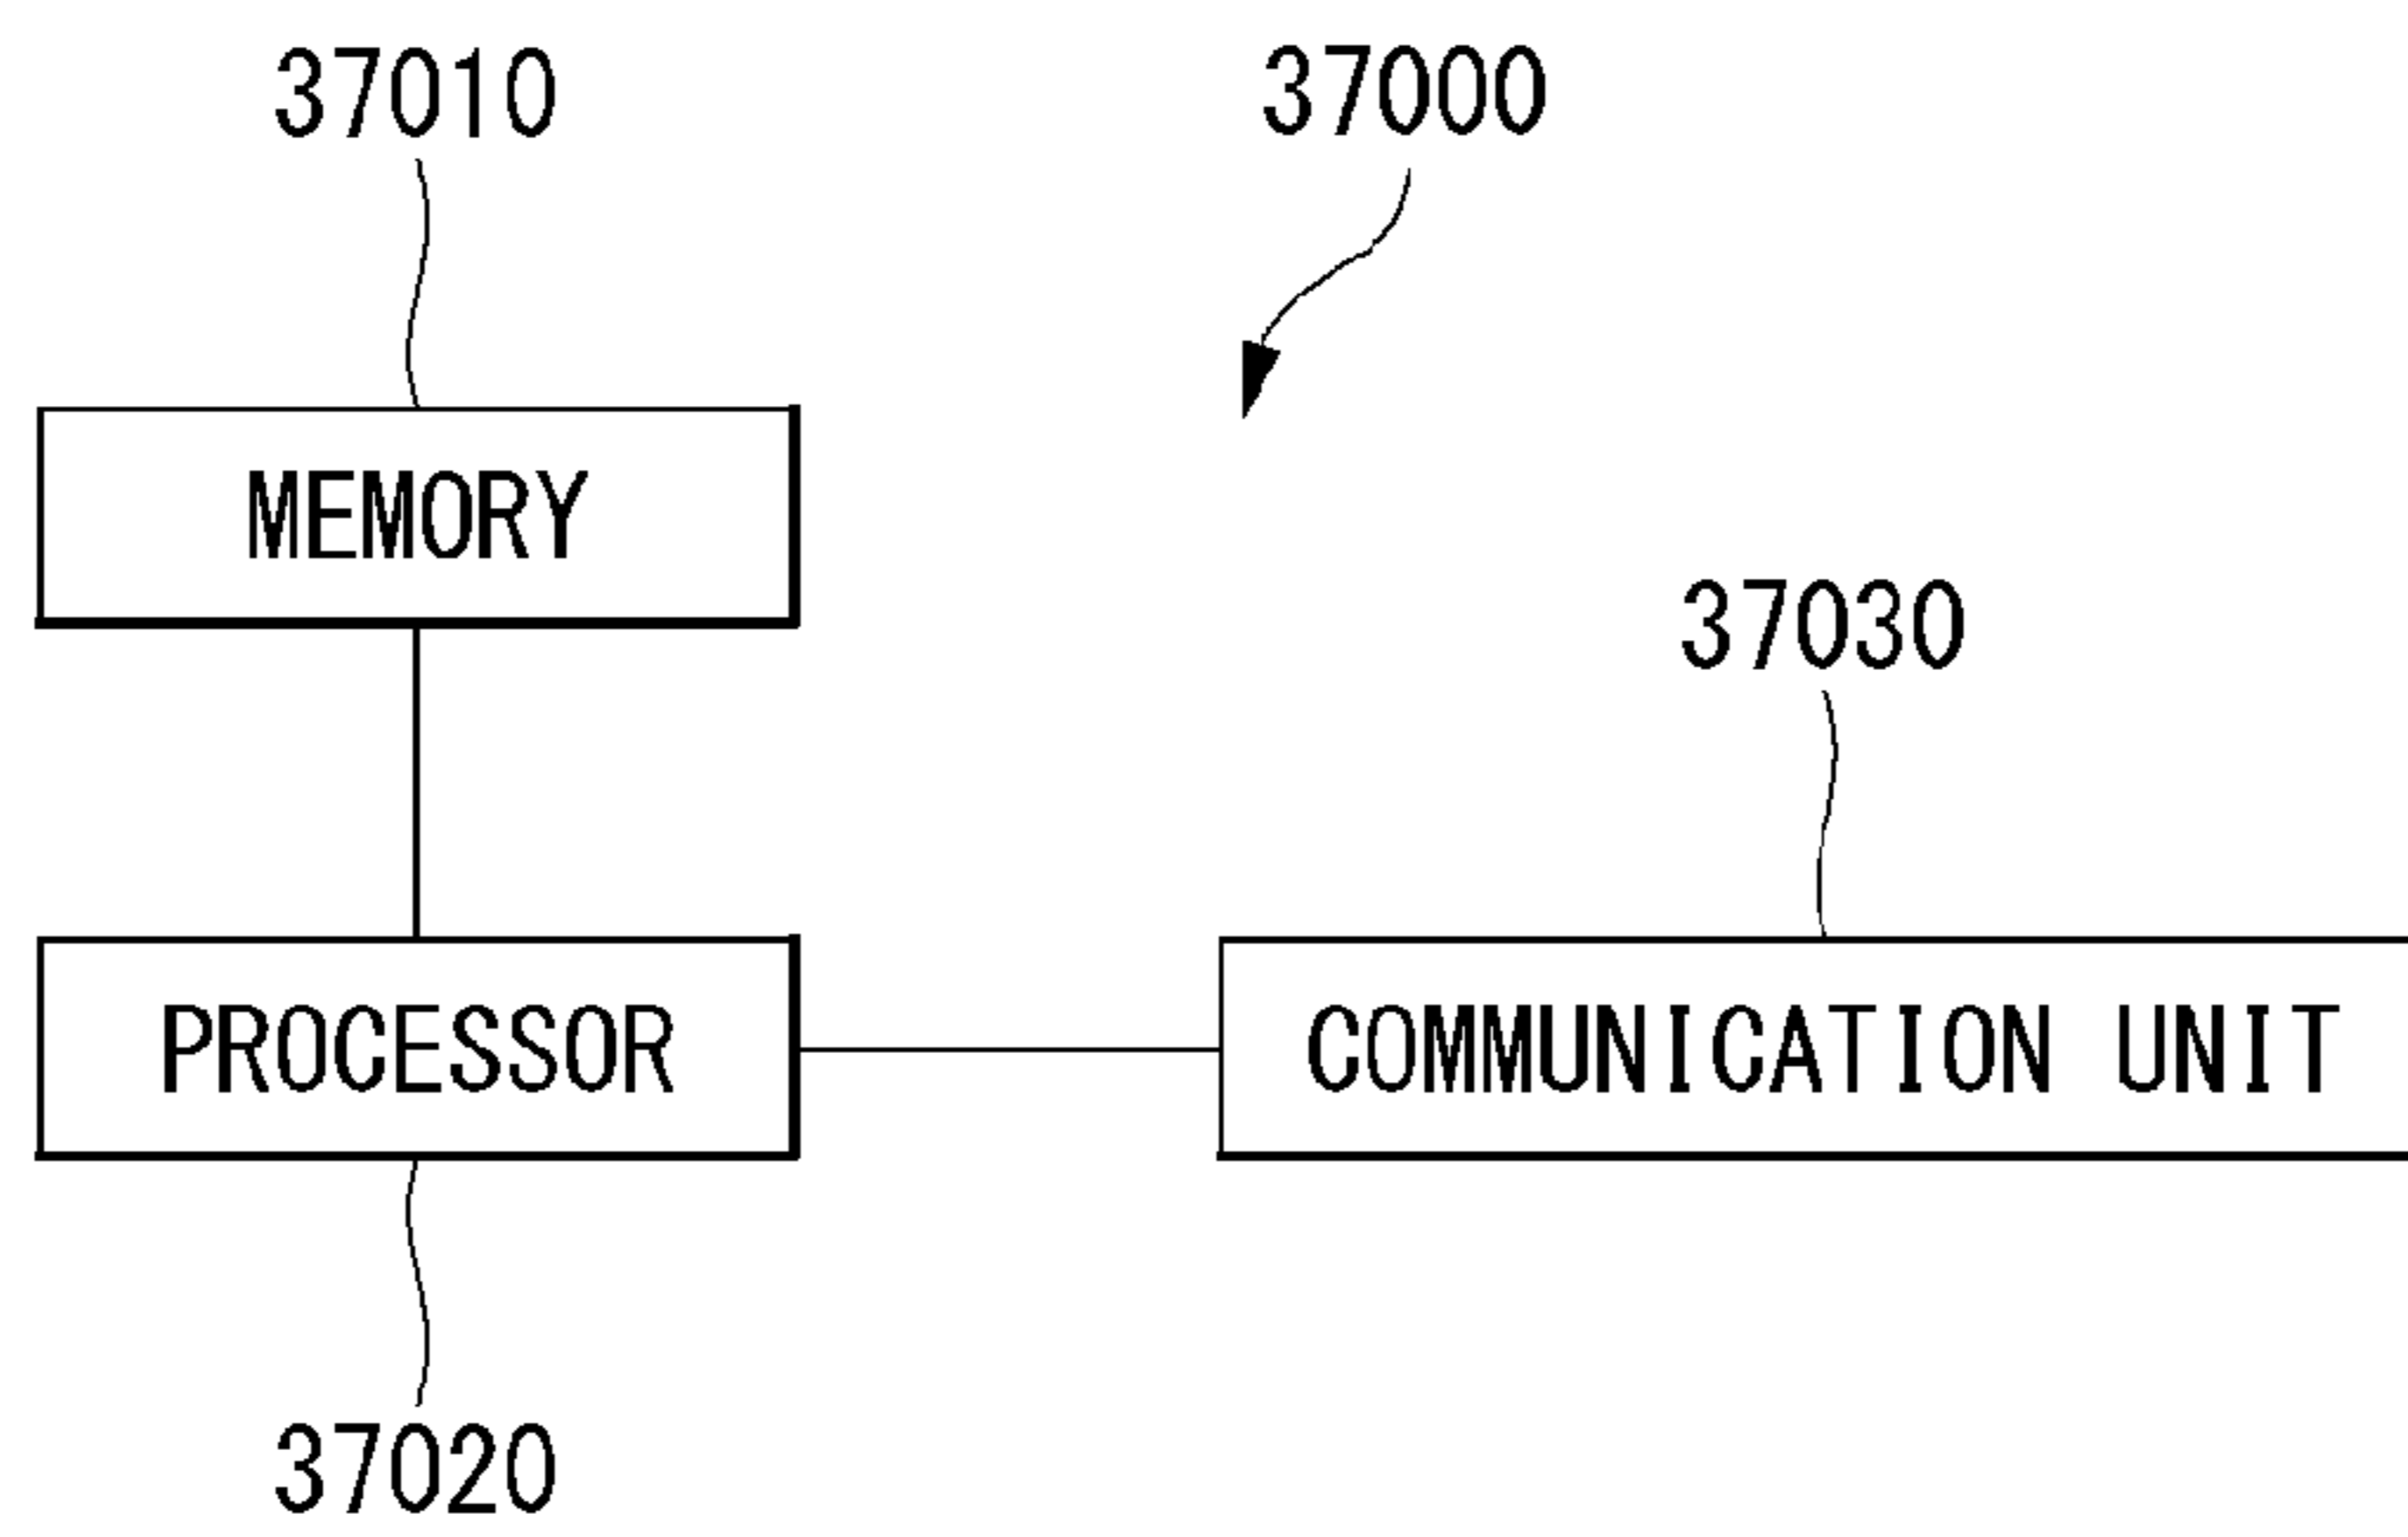 37010
37000
MEMORY
37030
PROCESSOR
COMMUNICATION UNIT
37020